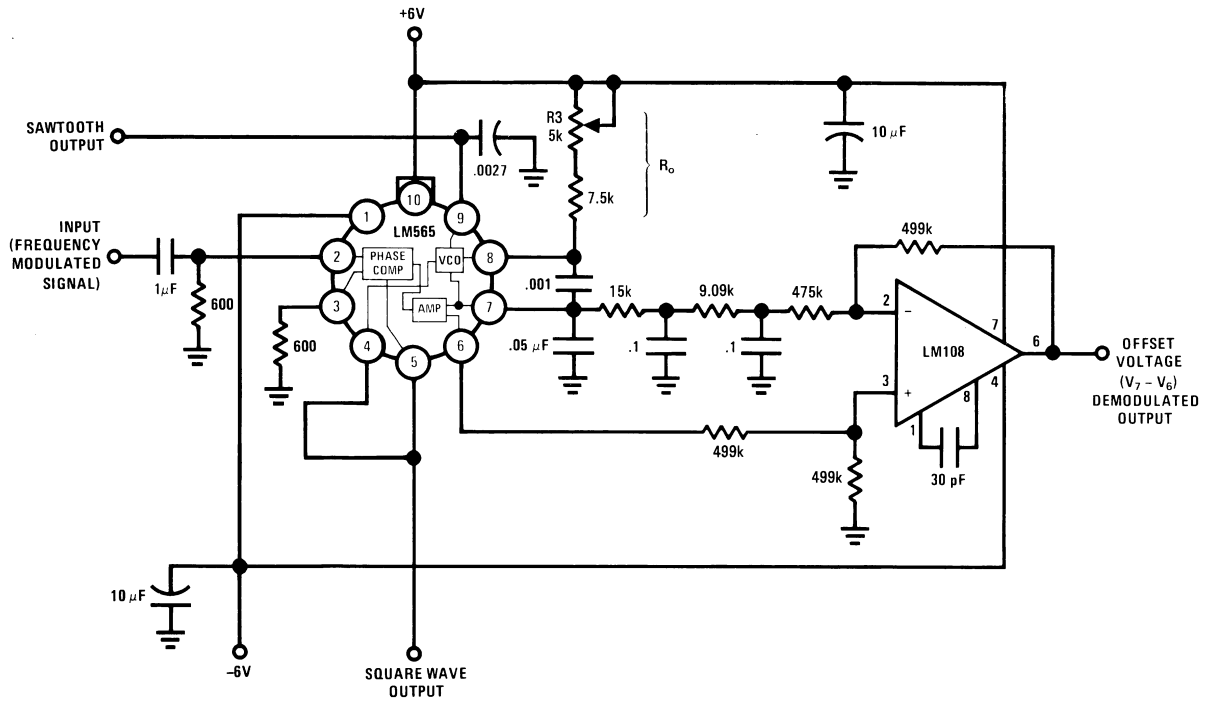 +6V
SAWTOOTH
OUTPUT
.0027
R3
5k
Ro
7.5k
10 µF
INPUT
(FREQUENCY
MODULATED
SIGNAL)
1µF
600
600
1
10
9
LM565
2
PHASE
COMP
VCO
8
3
AMP
7
4
5
6
.001
15k
9.09k
475k
499k
.05 µF
.1
.1
2
−
7
LM108
6
3
+
4
8
1
30 pF
499k
499k
OFFSET
VOLTAGE
(V7 − V6)
DEMODULATED
OUTPUT
10 µF
−6V
SQUARE WAVE
OUTPUT